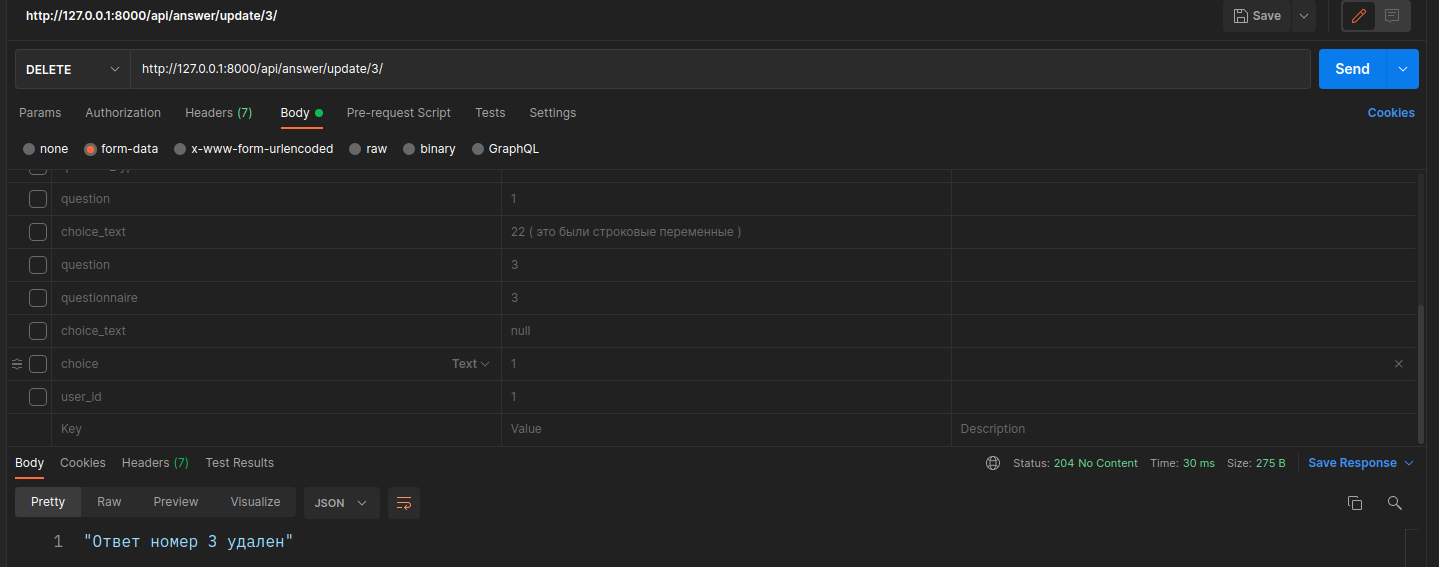 http://127.0.0.1:8000/api/answer/update/3/
Save
DELETE
http://127.0.0.1:8000/api/answer/update/3/
Send
Params Authorization Headers (7) Body Pre-request Script Tests Settings Cookies
none form-data x-www-form-urlencoded raw binary GraphQL
question 1
choice_text 22 ( это были строковые переменные )
question 3
questionnaire 3
choice_text null
choice Text 1
user_id 1
Key Value Description
Body Cookies Headers (7) Test Results Status: 204 No Content Time: 30 ms Size: 275 B Save Response
Pretty Raw Preview Visualize JSON
1 "Ответ номер 3 удален"